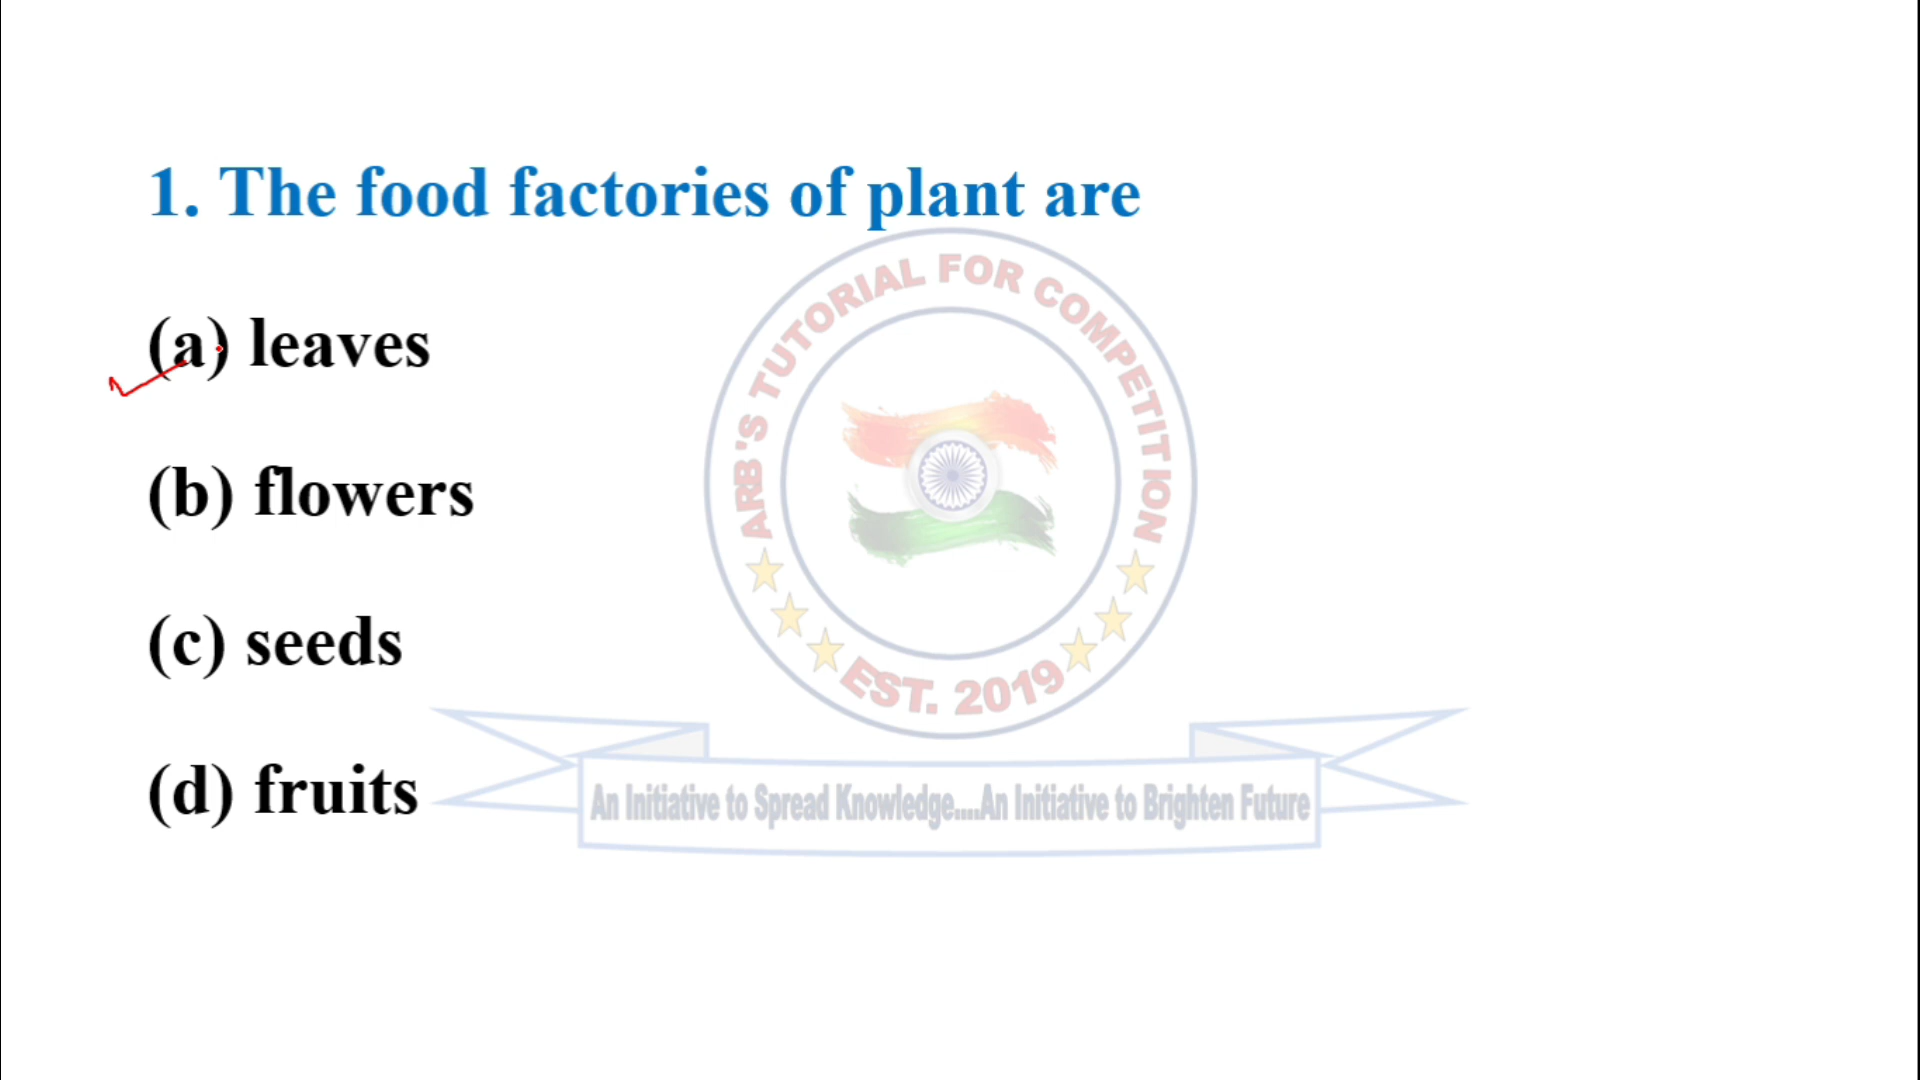 1. The food factories of plant are
(a) leaves
(b) flowers
(c) seeds
(d) fruits
ARB'S TUTORIAL FOR COMPETITION
EST. 2019
An Initiative to Spread Knowledge....An Initiative to Brighten Future